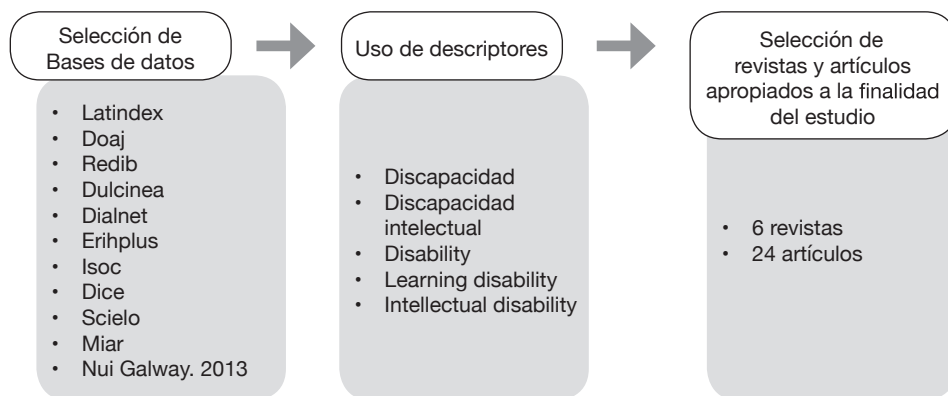 Selección de
Bases de datos
• Latindex
• Doaj
• Redib
• Dulcinea
• Dialnet
• Erihplus
• Isoc
• Dice
• Scielo
• Miar
• Nui Galway. 2013
Uso de descriptores
• Discapacidad
• Discapacidad
intelectual
• Disability
• Learning disability
• Intellectual disability
Selección de
revistas y artículos
apropiados a la finalidad
del estudio
• 6 revistas
• 24 artículos